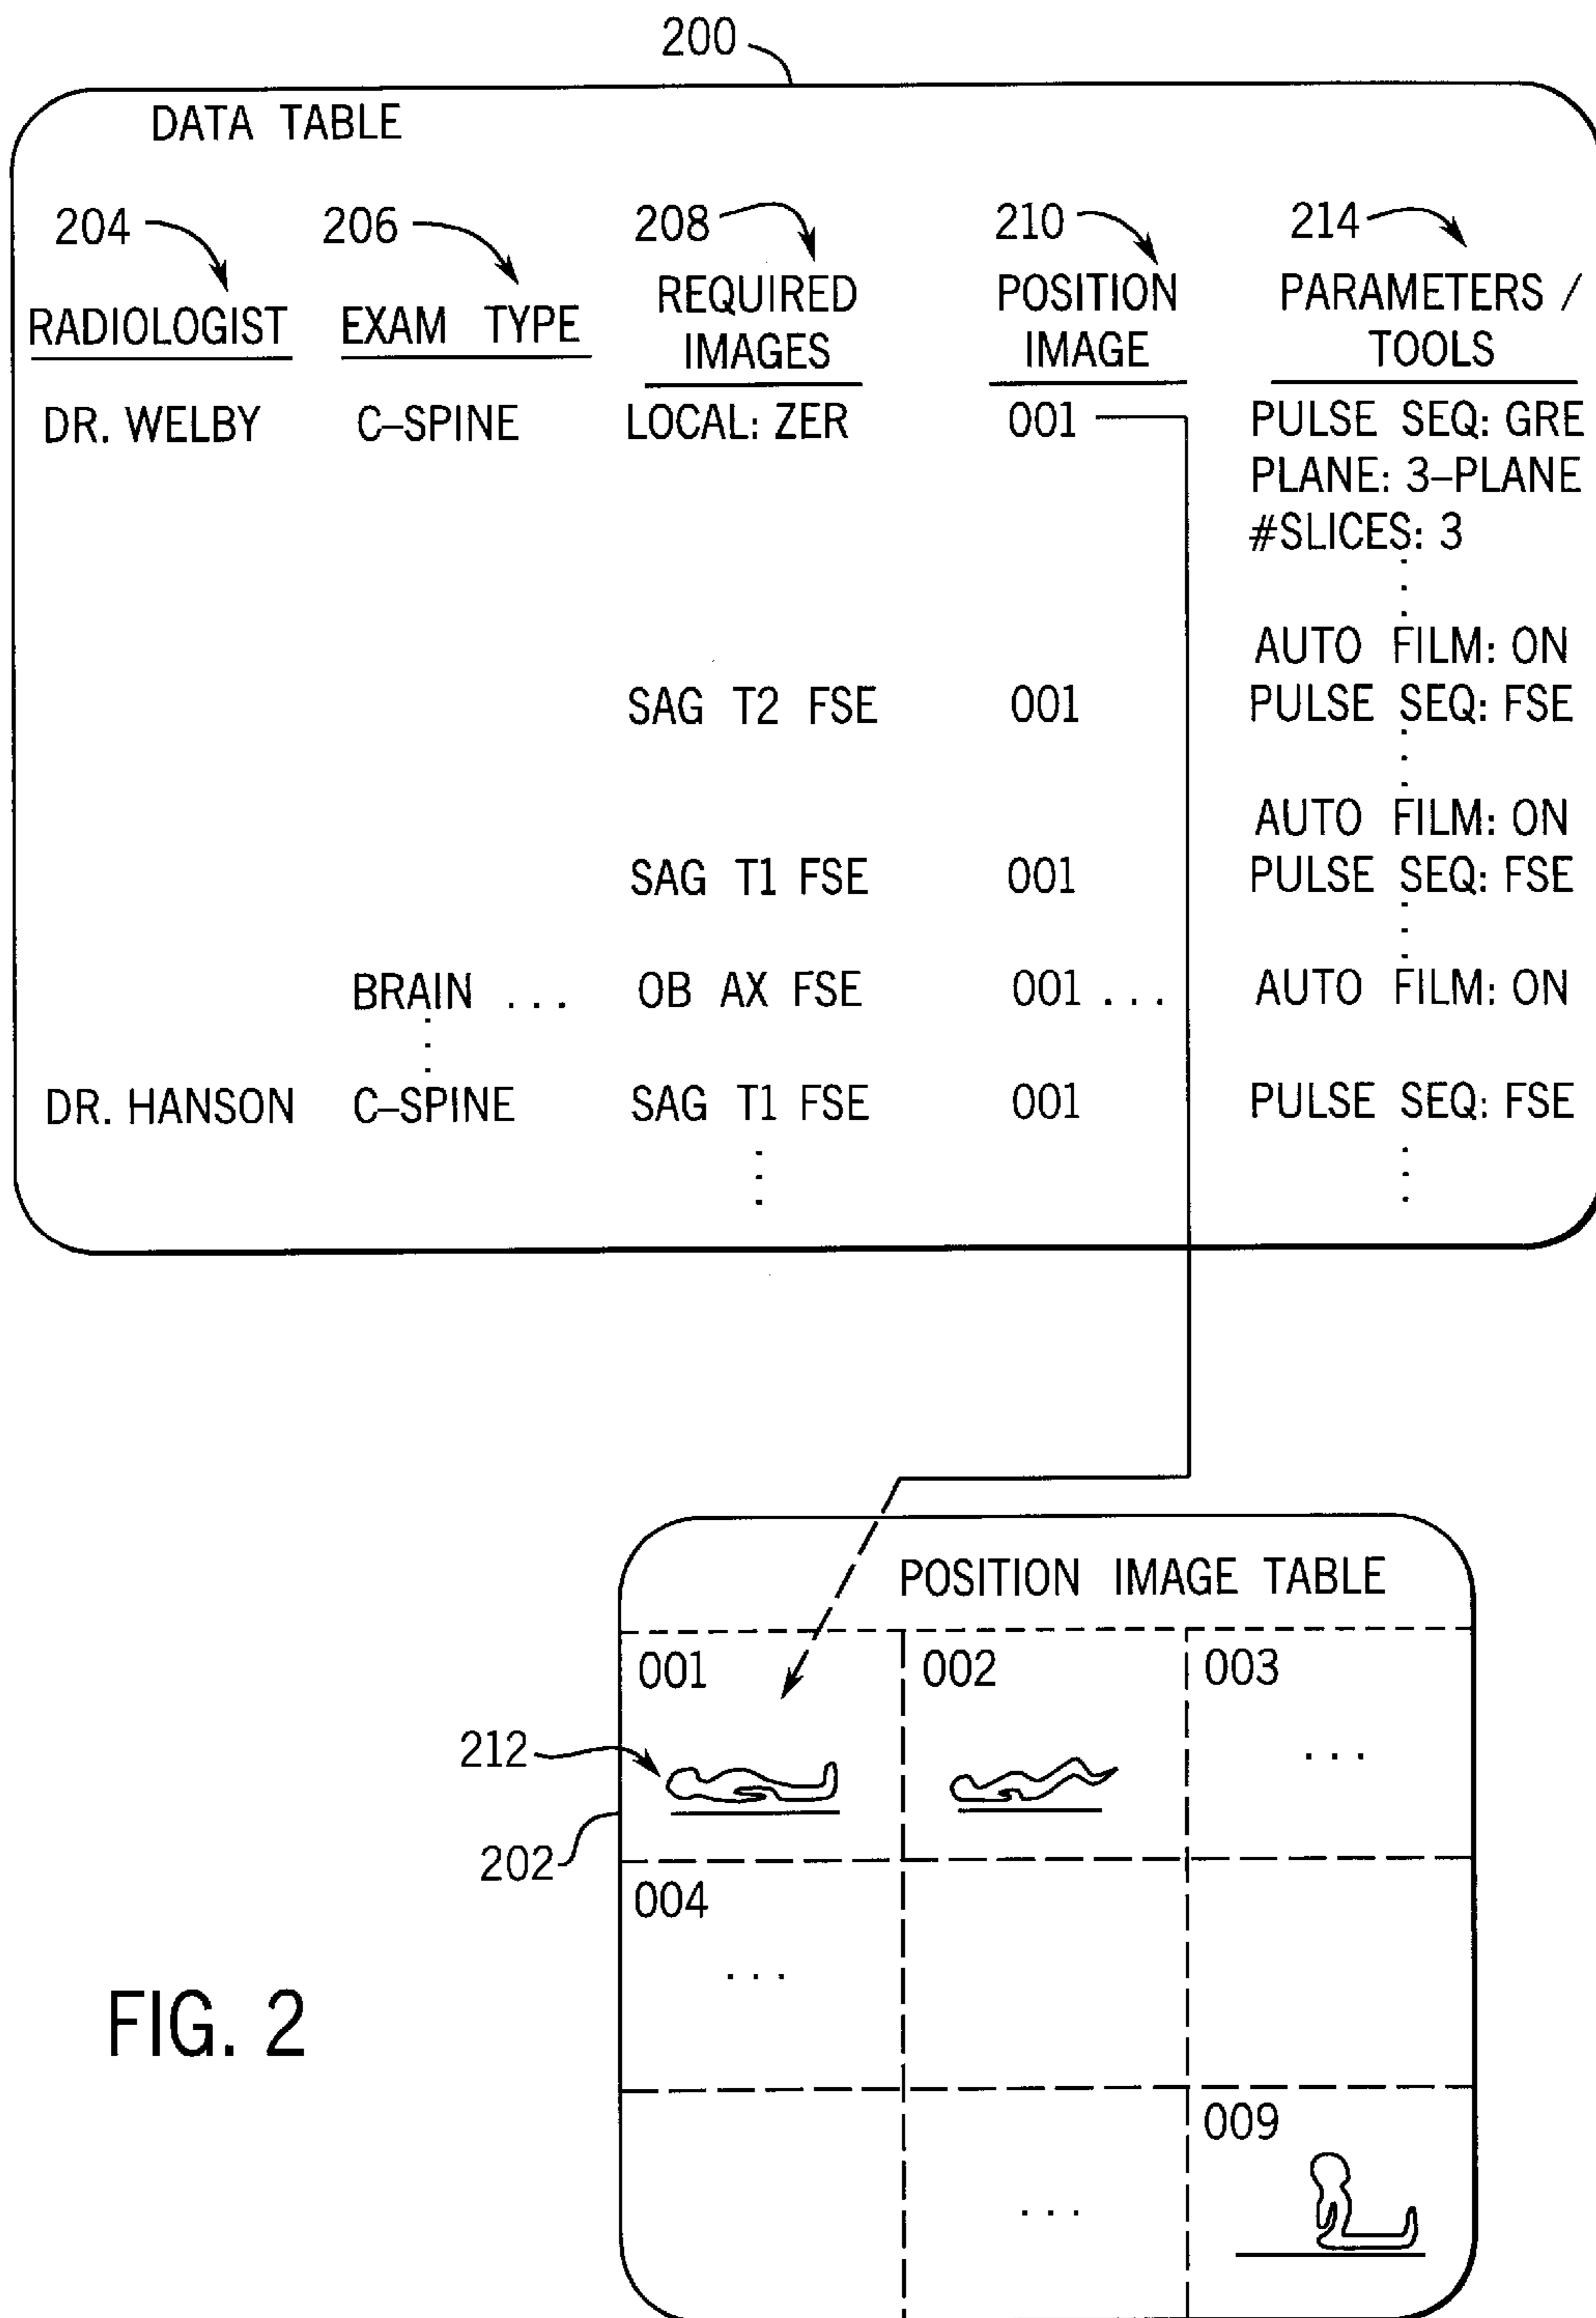 200
DATA TABLE
204 206 208 210 214
RADIOLOGIST EXAM TYPE REQUIRED IMAGES POSITION IMAGE PARAMETERS / TOOLS
DR. WELBY C–SPINE LOCAL: ZER 001 PULSE SEQ: GRE
PLANE: 3–PLANE
#SLICES: 3
AUTO FILM: ON
SAG T2 FSE 001 PULSE SEQ: FSE
AUTO FILM: ON
SAG T1 FSE 001 PULSE SEQ: FSE
BRAIN ... OB AX FSE 001 ... AUTO FILM: ON
DR. HANSON C–SPINE SAG T1 FSE 001 PULSE SEQ: FSE
POSITION IMAGE TABLE
001 002 003
212 ...
202
004
...
FIG. 2
009
...